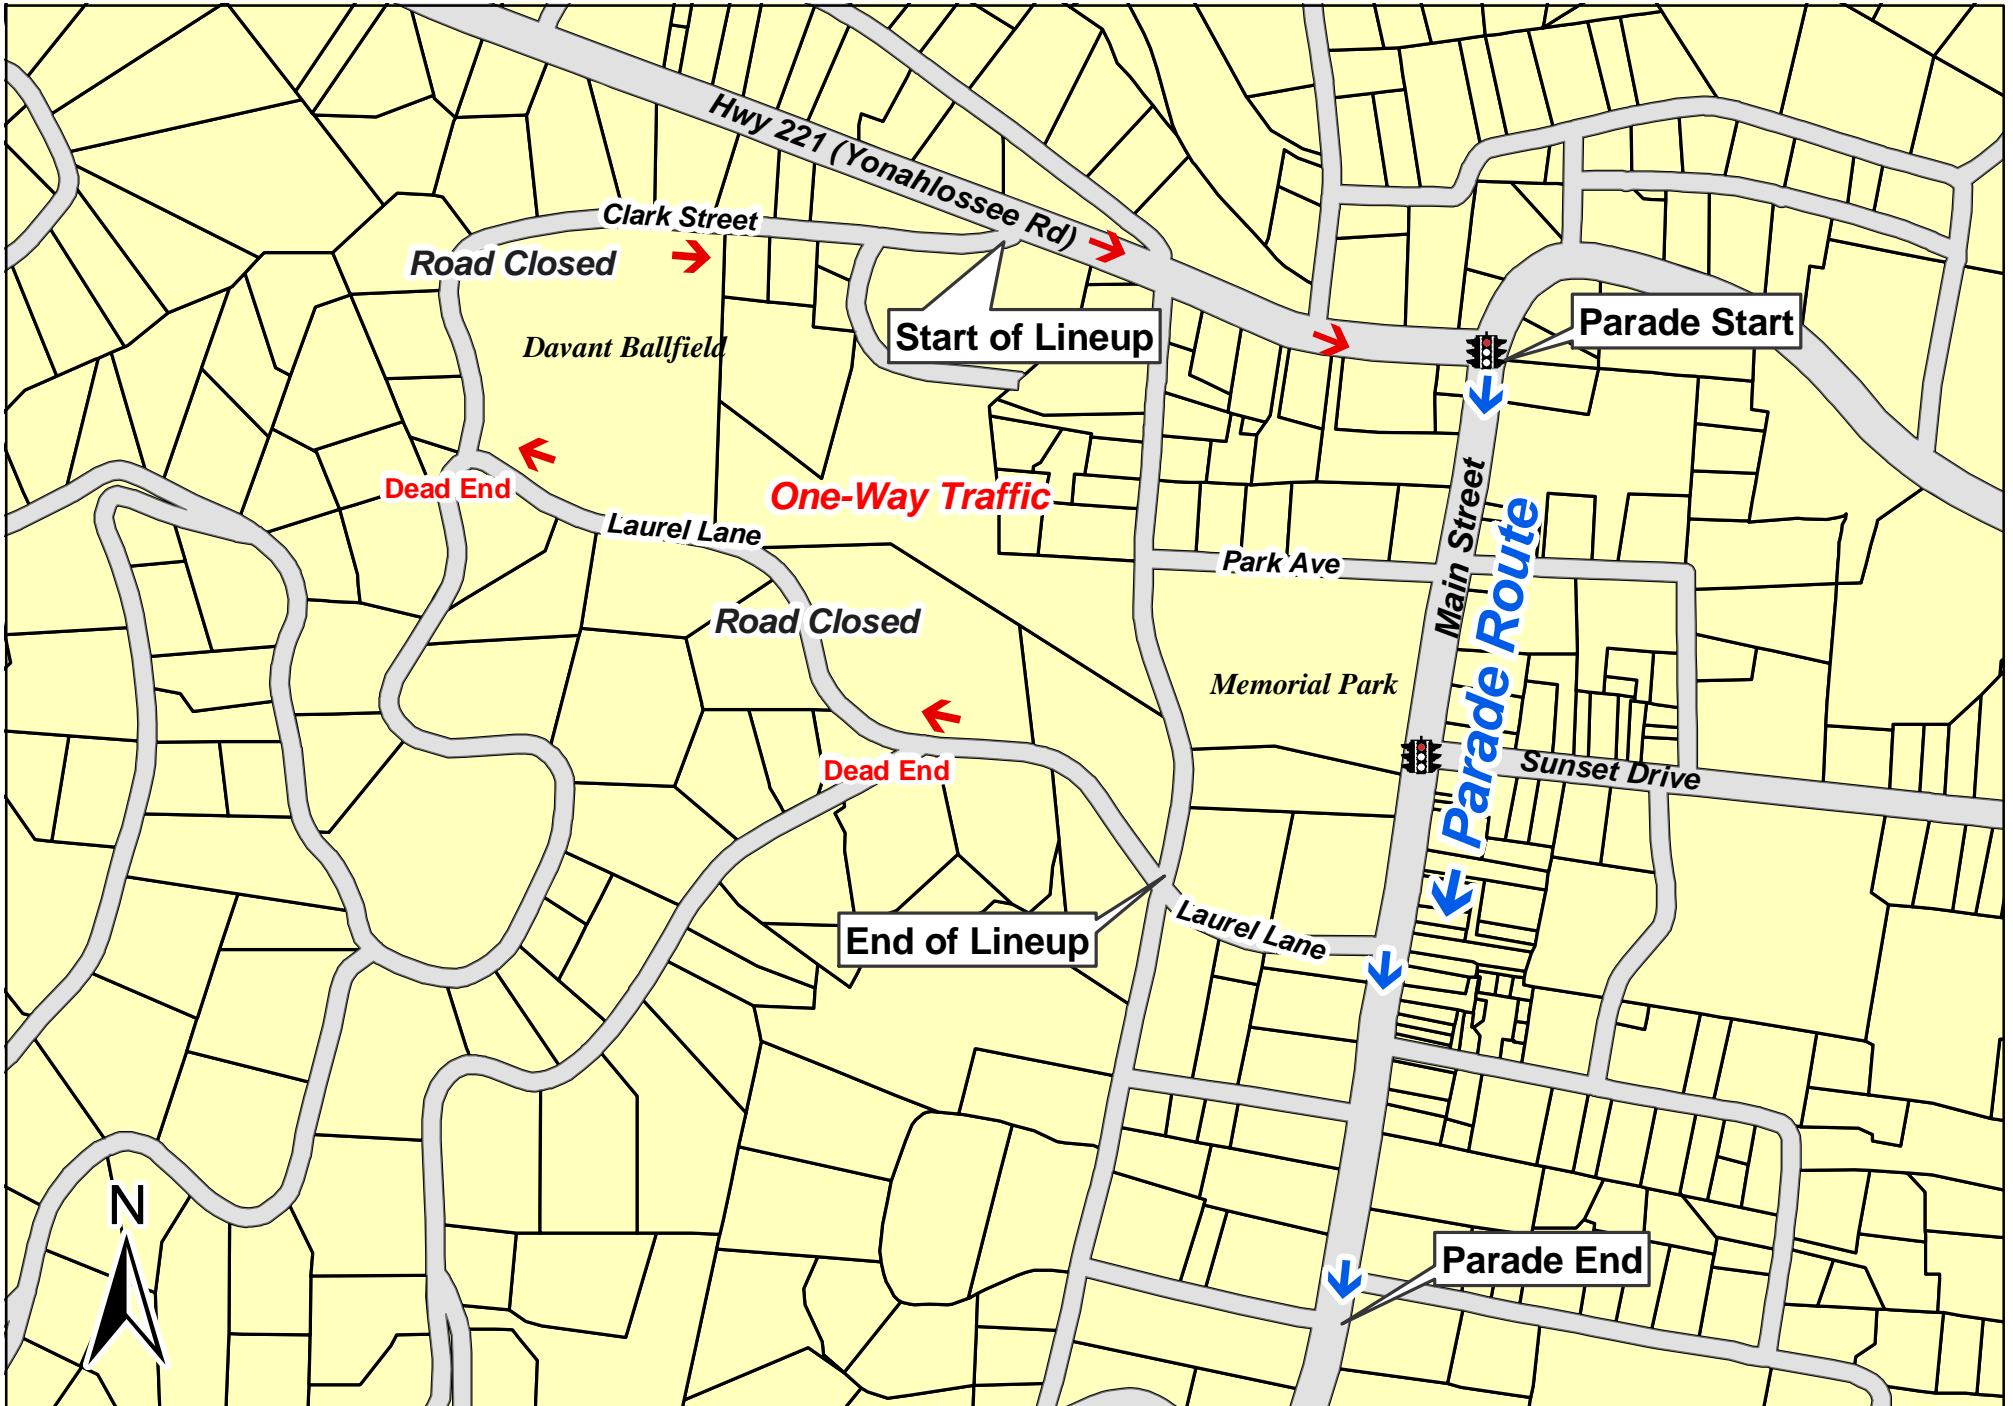 Hwy 221 (Yonahlossee Rd)
Clark Street
Road Closed
Start of Lineup
Parade Start
Davant Ballfield
Dead End
One-Way Traffic
Main Street
Laurel Lane
Park Ave
Parade Route
Road Closed
Memorial Park
Dead End
Sunset Drive
End of Lineup
Laurel Lane
N
Parade End